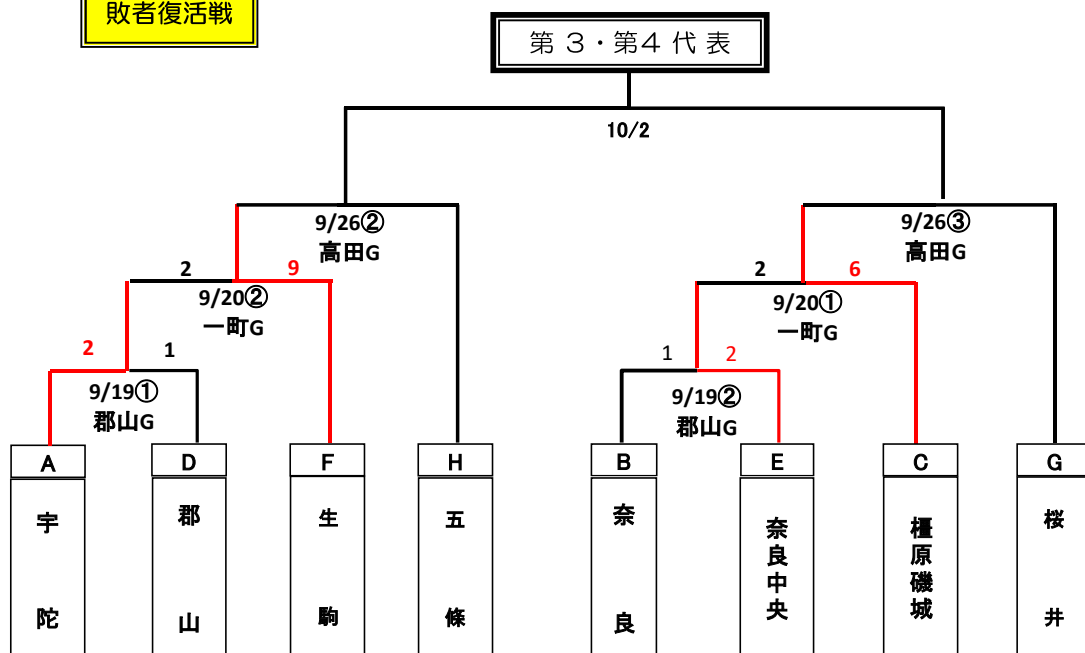 敗者復活戦
第 3・第4 代 表
10/2
9/26②
高田G
9/26③
高田G
2 9
9/20②
一町G
2 6
9/20①
一町G
2 1
9/19①
郡山G
1 2
9/19②
郡山G
A D F H B E C G
宇陀
郡山
生駒
五條
奈良
奈良中央
橿原磯城
桜井